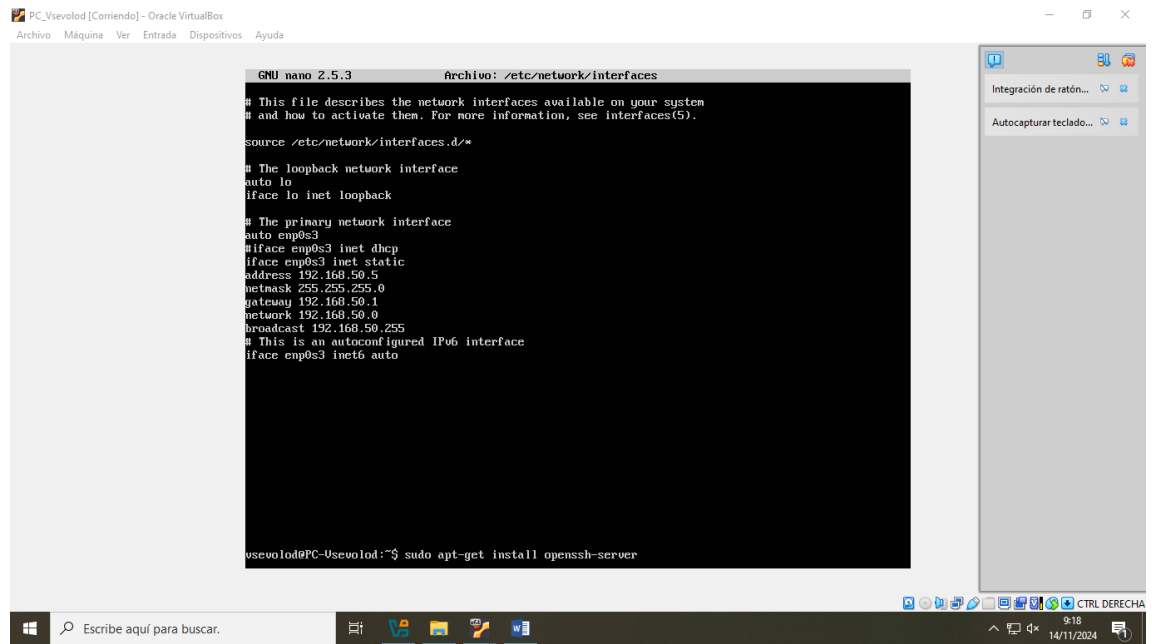 PC_Vsevolod [Corriendo] - Oracle VirtualBox
Archivo Máquina Ver Entrada Dispositivos Ayuda
GNU nano 2.5.3 Archivo: /etc/network/interfaces
# This file describes the network interfaces available on your system
# and how to activate them. For more information, see interfaces(5).
source /etc/network/interfaces.d/*
# The loopback network interface
auto lo
iface lo inet loopback
# The primary network interface
auto enp0s3
#iface enp0s3 inet dhcp
iface enp0s3 inet static
address 192.168.50.5
netmask 255.255.255.0
gateway 192.168.50.1
network 192.168.50.0
broadcast 192.168.50.255
# This is an autoconfigured IPv6 interface
iface enp0s3 inet6 auto
vsevolod@PC-Vsevolod:~$ sudo apt-get install openssh-server
Integración de ratón...
Autocapturar teclado...
CTRL DERECHA
Escribe aquí para buscar.
9:18
14/11/2024